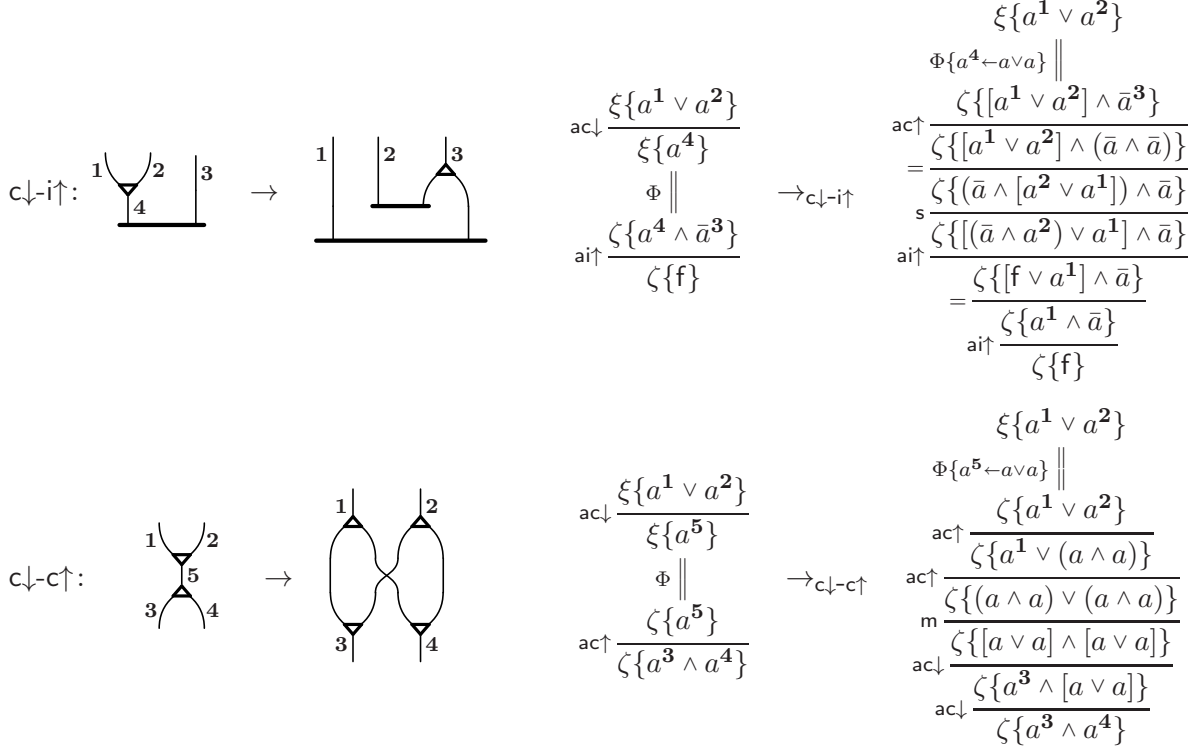 c↓-i↑:
1 2 3 4
→
1 2 3
ac↓ ξ{a¹ ∨ a²}
ξ{a⁴}
Φ ‖
ai↑ ζ{a⁴ ∧ ā³}
ζ{f}
→c↓-i↑
ξ{a¹ ∨ a²}
Φ{a⁴←a∨a} ‖
ac↑ ζ{[a¹ ∨ a²] ∧ ā³}
= ζ{[a¹ ∨ a²] ∧ (ā ∧ ā)}
s ζ{(ā ∧ [a² ∨ a¹]) ∧ ā}
ai↑ ζ{[(ā ∧ a²) ∨ a¹] ∧ ā}
= ζ{[f ∨ a¹] ∧ ā}
ai↑ ζ{a¹ ∧ ā}
ζ{f}
c↓-c↑:
1 2 5 3 4
→
1 2 3 4
ac↓ ξ{a¹ ∨ a²}
ξ{a⁵}
Φ ‖
ac↑ ζ{a⁵}
ζ{a³ ∧ a⁴}
→c↓-c↑
ξ{a¹ ∨ a²}
Φ{a⁵←a∨a} ‖
ac↑ ζ{a¹ ∨ a²}
ac↑ ζ{a¹ ∨ (a ∧ a)}
m ζ{(a ∧ a) ∨ (a ∧ a)}
ac↓ ζ{[a ∨ a] ∧ [a ∨ a]}
ac↓ ζ{a³ ∧ [a ∨ a]}
ζ{a³ ∧ a⁴}